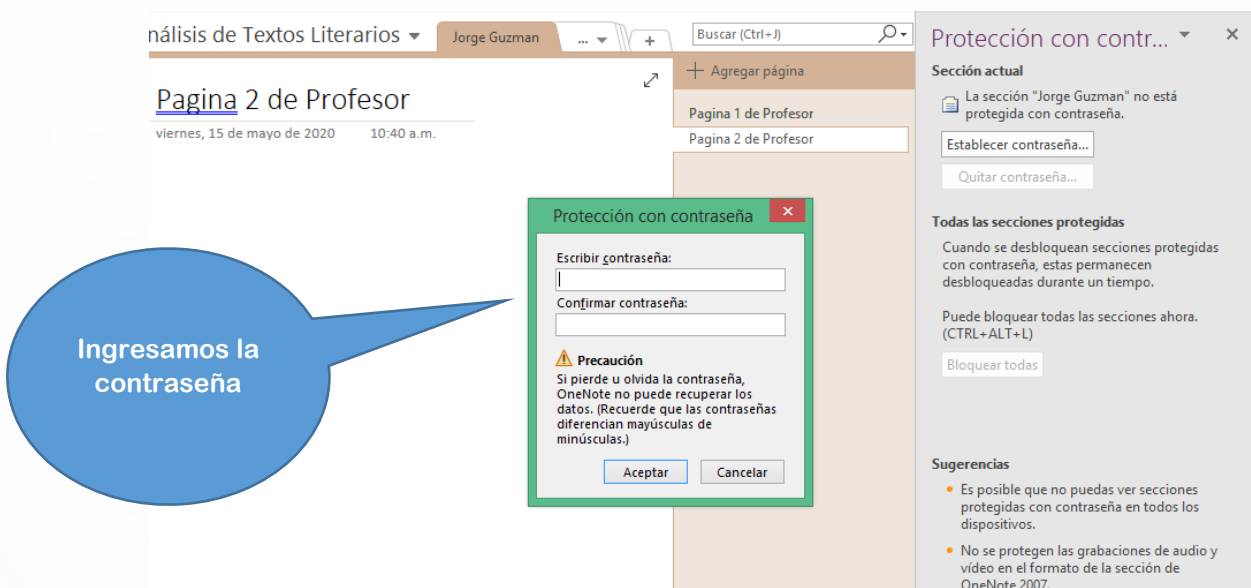 nálisis de Textos Literarios
Jorge Guzman
...
+
Buscar (Ctrl+J)
Pagina 2 de Profesor
viernes, 15 de mayo de 2020 10:40 a.m.
+ Agregar página
Pagina 1 de Profesor
Pagina 2 de Profesor
Ingresamos la
contraseña
Protección con contraseña
Escribir contraseña:
Confirmar contraseña:
Precaución
Si pierde u olvida la contraseña,
OneNote no puede recuperar los
datos. (Recuerde que las contraseñas
diferencian mayúsculas de
minúsculas.)
Aceptar
Cancelar
Protección con contr...
Sección actual
La sección "Jorge Guzman" no está
protegida con contraseña.
Establecer contraseña...
Quitar contraseña...
Todas las secciones protegidas
Cuando se desbloquean secciones protegidas
con contraseña, estas permanecen
desbloqueadas durante un tiempo.
Puede bloquear todas las secciones ahora.
(CTRL+ALT+L)
Bloquear todas
Sugerencias
Es posible que no puedas ver secciones
protegidas con contraseña en todos los
dispositivos.
No se protegen las grabaciones de audio y
vídeo en el formato de la sección de
OneNote 2007.